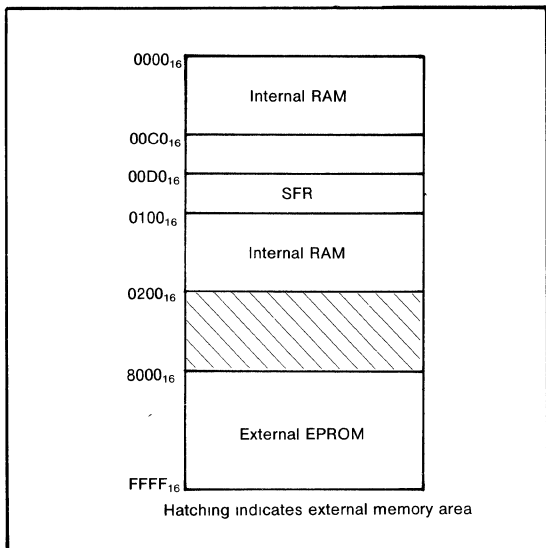 0000₁₆
Internal RAM
00C0₁₆
00D0₁₆
SFR
0100₁₆
Internal RAM
0200₁₆
8000₁₆
External EPROM
FFFF₁₆
Hatching indicates external memory area